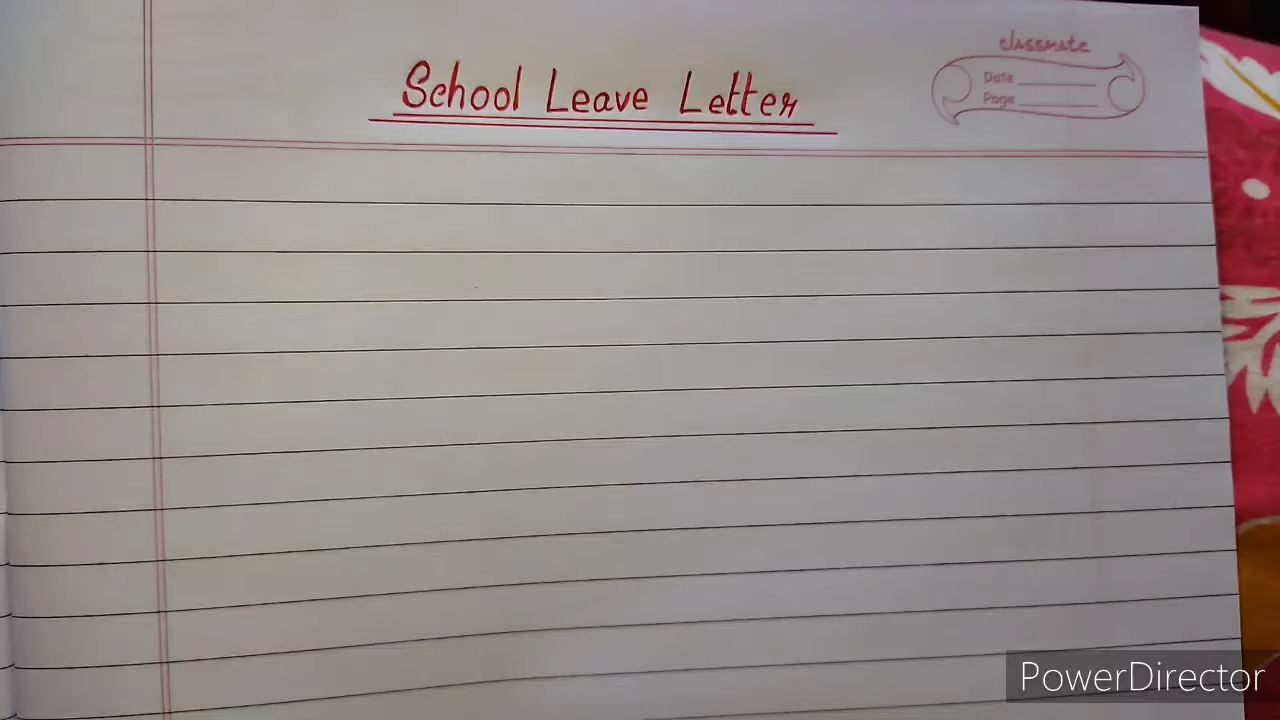 classmate
School Leave Letter
Date
Page
PowerDirector